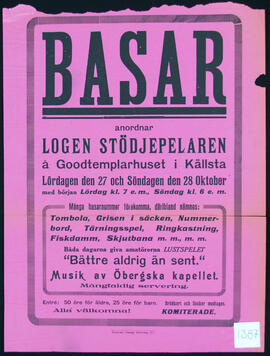 BASAR
anordnar
LOGEN STÖDJEPELAREN
å Goodtemplarhuset i Källsta
Lördagen den 27 och Söndagen den 28 Oktober
med början Lördag kl. 7 e. m., Söndag kl. 6 e. m.
Många basarnummer förekomma, däribland nämnes:
Tombola, Grisen i säcken, Nummer-
bord, Tärningsspel, Ringkastning,
Fiskdamm, Skjutbana m. m., m. m.
Båda dagarna giva amatörerna LUSTSPELET
"Bättre aldrig än sent."
Musik av Öbergska kapellet.
Mångfaldig servering.
Entré: 50 öre för äldre, 25 öre för barn.
Alla välkomna!
KOMITERADE.
1387